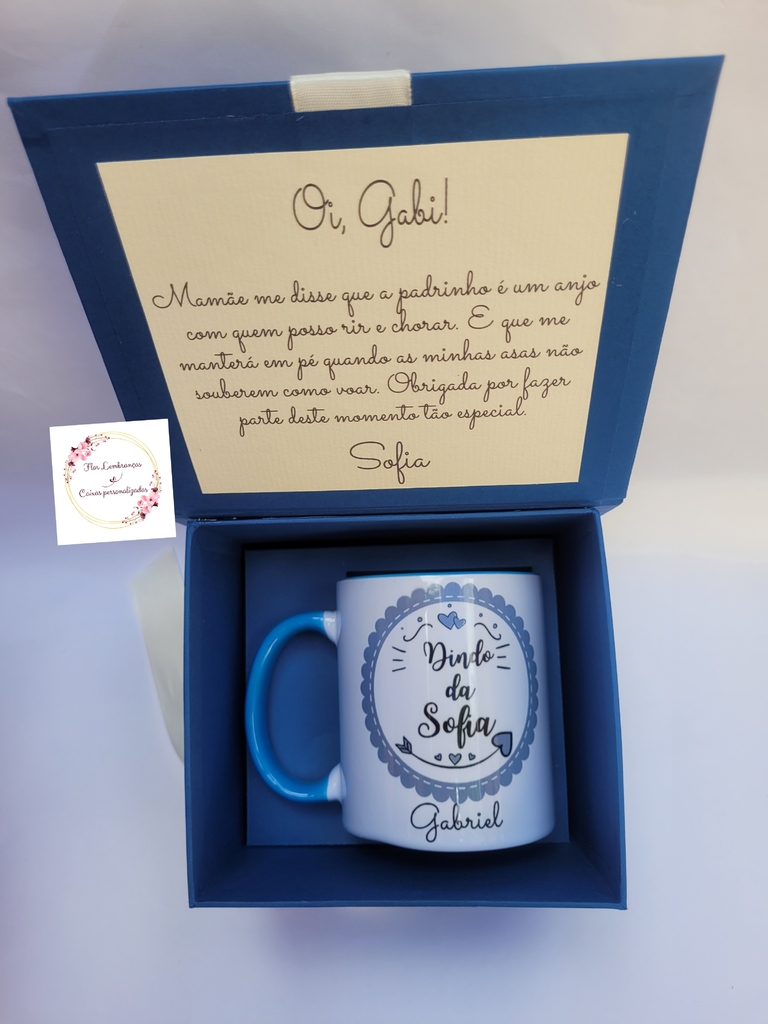 Oi, Gabi!
Mamãe me disse que a padrinho é um anjo
com quem posso rir e chorar. E que me
manterá em pé quando as minhas asas não
souberem como voar. Obrigada por fazer
parte deste momento tão especial.
Sofia
Flor Lembranças
e
Caixas personalizadas
Dindo
da
Sofia
Gabriel